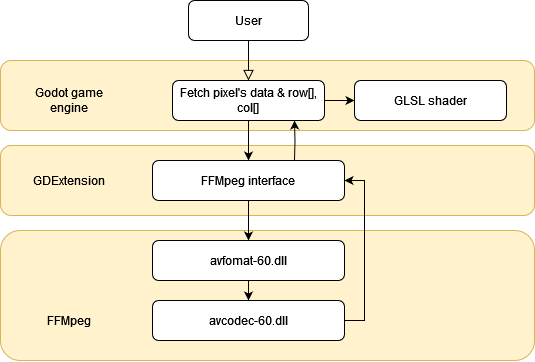 User
Godot game
engine
Fetch pixel's data & row[],
col[]
GLSL shader
GDExtension
FFMpeg interface
avfomat-60.dll
FFMpeg
avcodec-60.dll